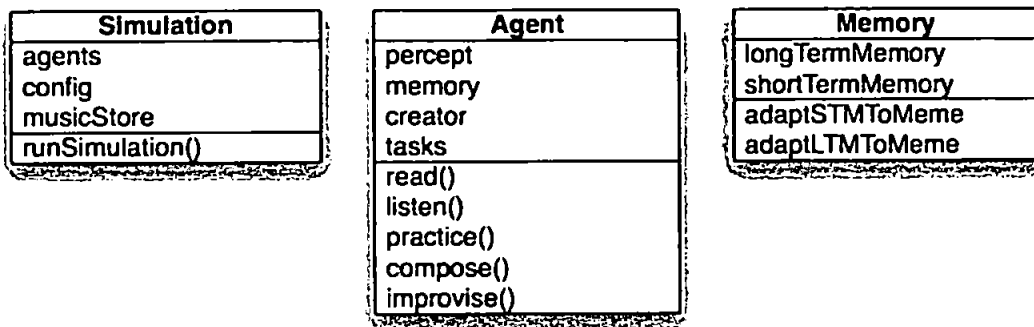 Simulation
agents
config
musicStore
runSimulation()
Agent
percept
memory
creator
tasks
read()
listen()
practice()
compose()
improvise()
Memory
longTermMemory
shortTermMemory
adaptSTMToMeme
adaptLTMToMeme